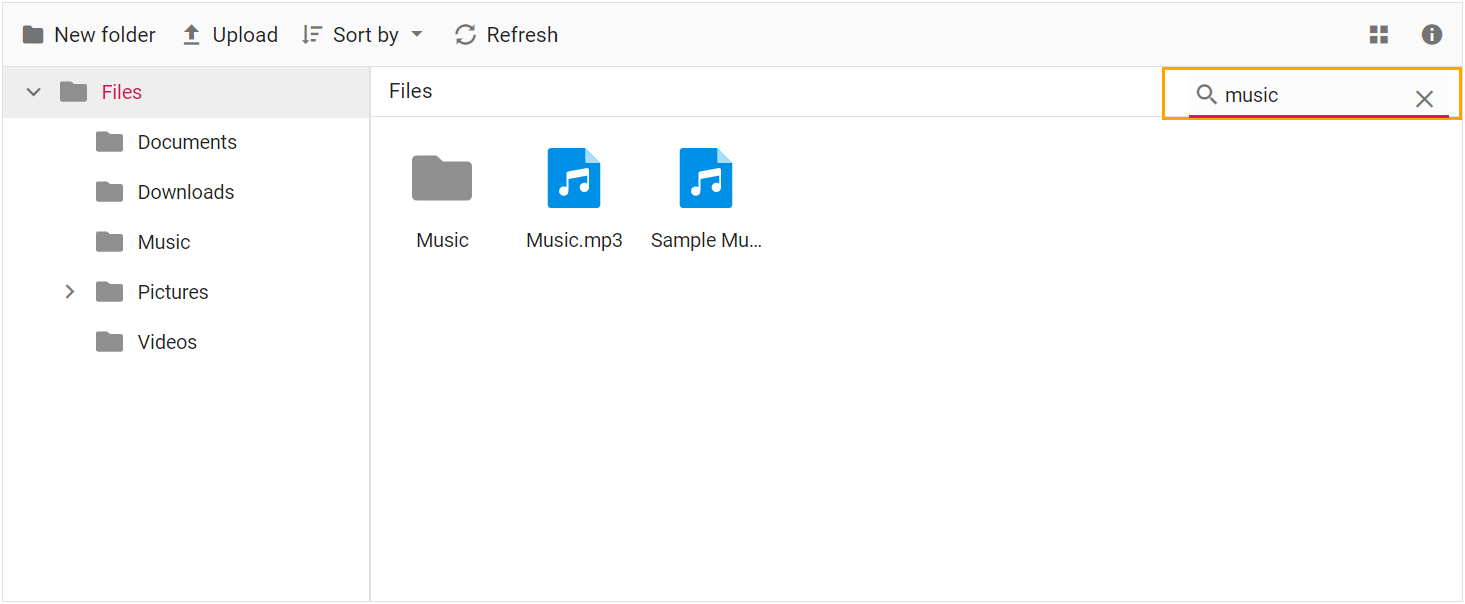 New folder Upload Sort by Refresh
Files
Documents
Downloads
Music
Pictures
Videos
Files
music
Music Music.mp3 Sample Mu...